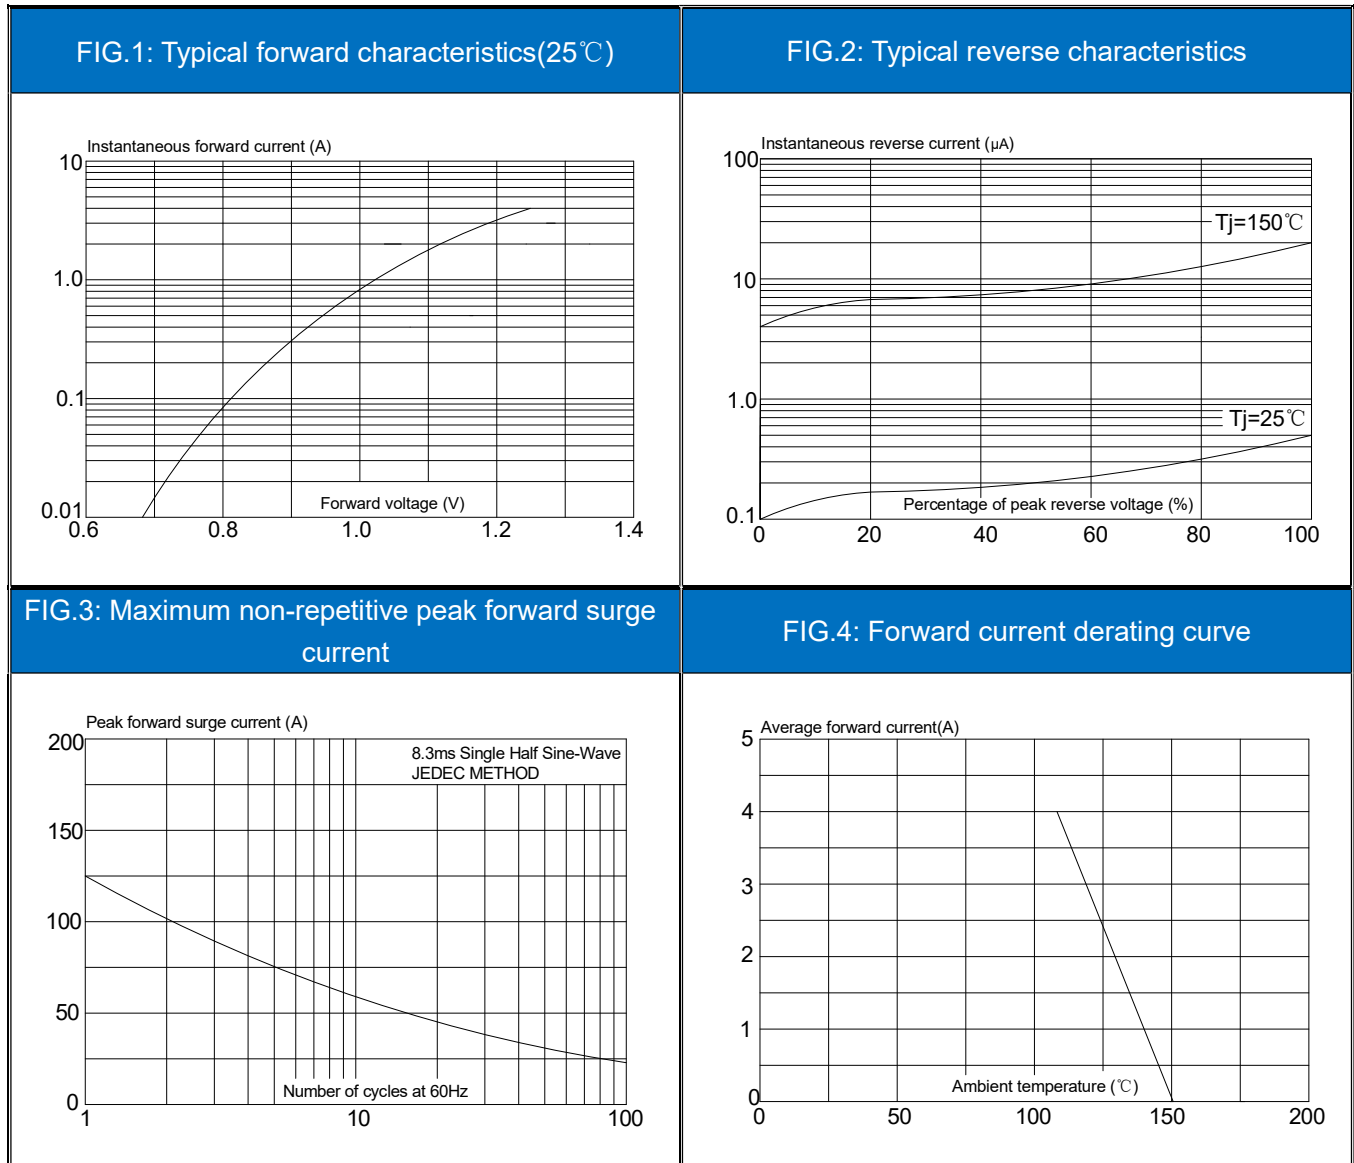 FIG.1: Typical forward characteristics(25℃)
FIG.2: Typical reverse characteristics
Instantaneous forward current (A)
10
1.0
0.1
0.01
Forward voltage (V)
0.6 0.8 1.0 1.2 1.4
Instantaneous reverse current (μA)
100
Tj=150℃
10
1.0
Tj=25℃
Percentage of peak reverse voltage (%)
0.1
0 20 40 60 80 100
FIG.3: Maximum non-repetitive peak forward surge
current
FIG.4: Forward current derating curve
Peak forward surge current (A)
200
8.3ms Single Half Sine-Wave
JEDEC METHOD
150
100
50
Number of cycles at 60Hz
0
1 10 100
Average forward current(A)
5
4
3
2
1
Ambient temperature (℃)
0
0 50 100 150 200